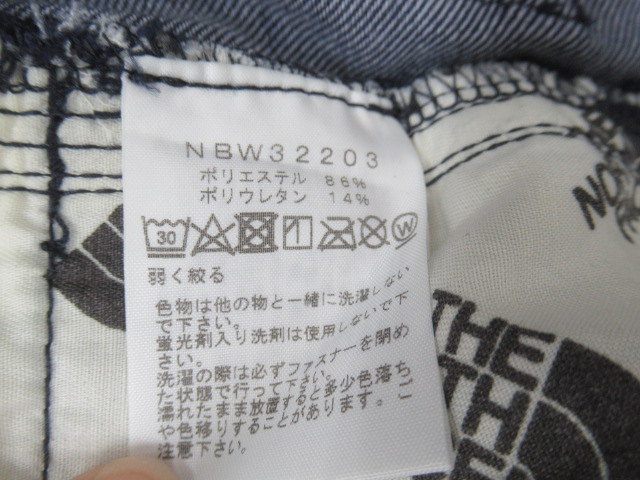 NBW32203
ポリエステル 86%
ポリウレタン 14%
30
W
弱く絞る
色物は他の物と一緒に洗濯しない
で下さい。
蛍光剤入り洗剤は使用しないで下
さい。
洗濯の際は必ずファスナーを閉め
た状態で行って下さい。
濡れたまま放置すると多少色落ち
や色移りすることがあります。ご
注意下さい。
NO
THE